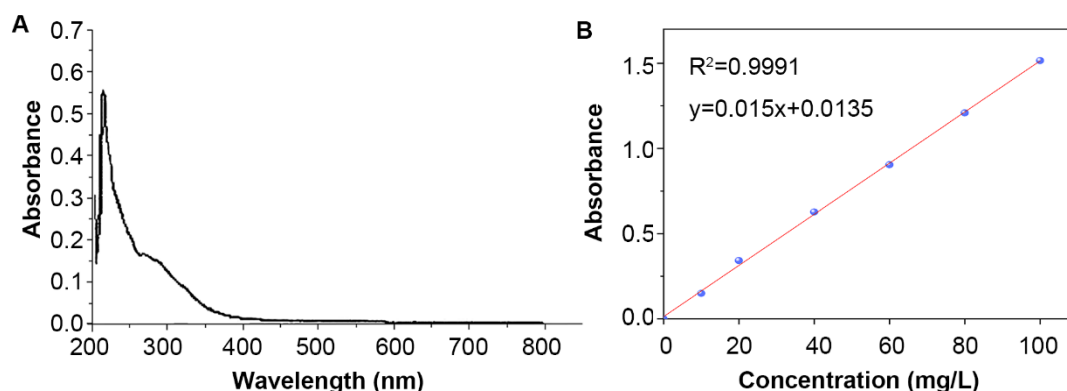 A
0.7
0.6
0.5
0.4
0.3
0.2
0.1
0.0
Absorbance
200 300 400 500 600 700 800
Wavelength (nm)
B
R²=0.9991
y=0.015x+0.0135
1.5
1.0
0.5
0.0
Absorbance
0 20 40 60 80 100
Concentration (mg/L)